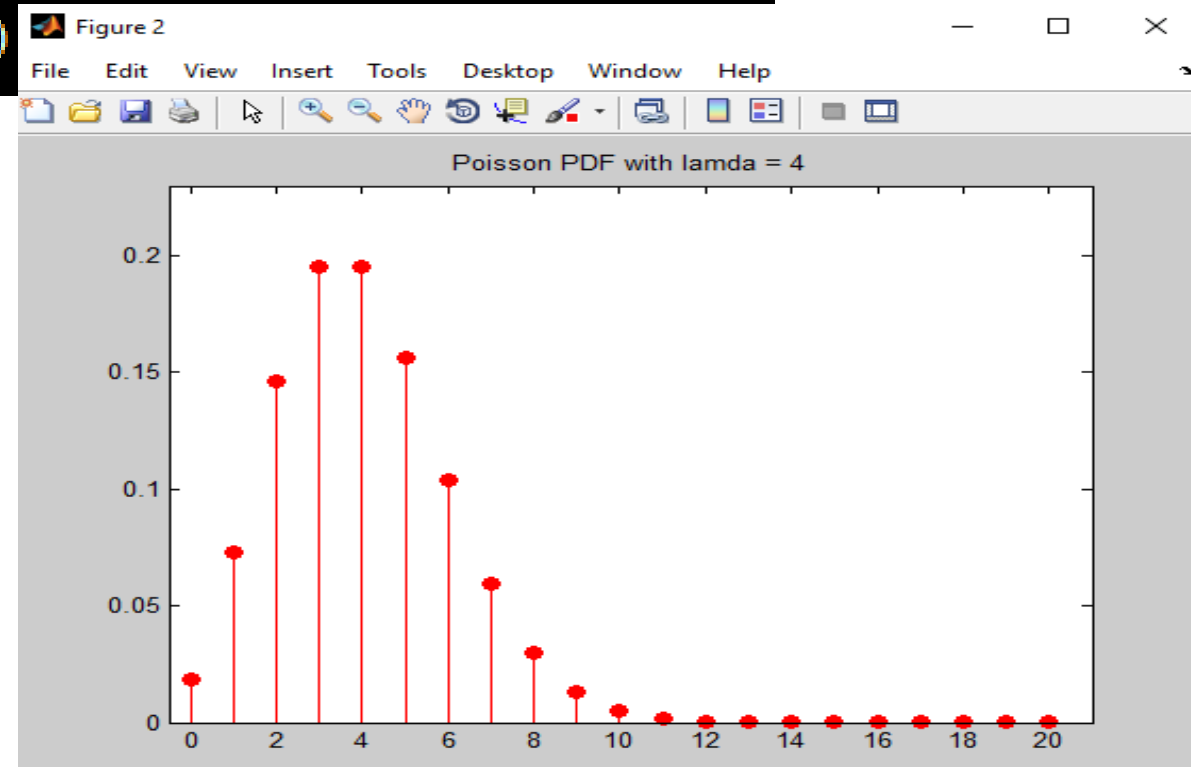 Figure 2
File Edit View Insert Tools Desktop Window Help
Poisson PDF with lamda = 4
0.2
0.15
0.1
0.05
0
0 2 4 6 8 10 12 14 16 18 20